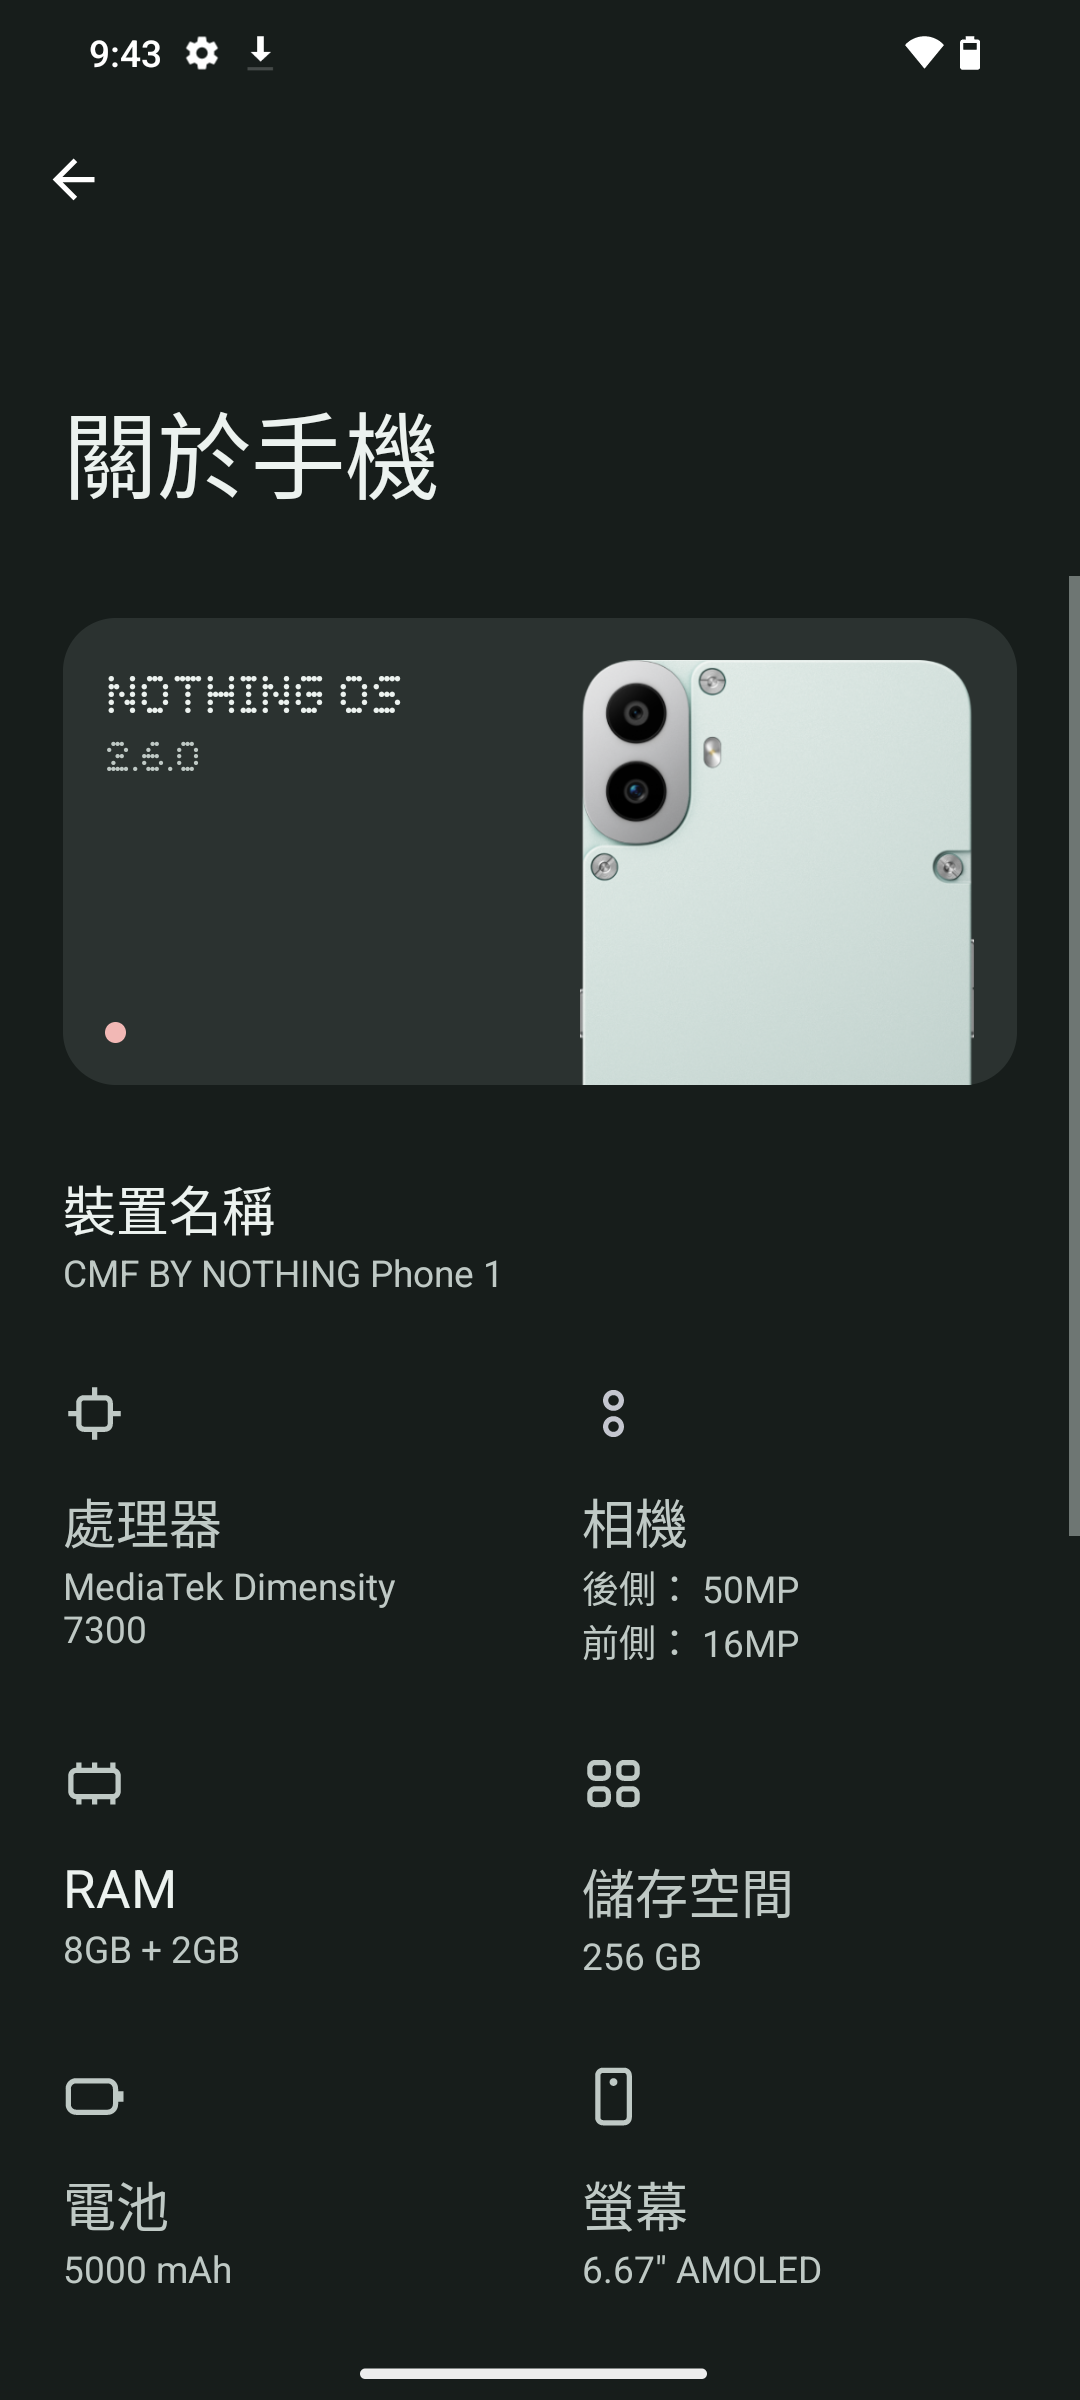 9:43
關於手機
NOTHING OS
2.6.0
裝置名稱
CMF BY NOTHING Phone 1
處理器
MediaTek Dimensity
7300
相機
後側： 50MP
前側： 16MP
RAM
8GB + 2GB
儲存空間
256 GB
電池
5000 mAh
螢幕
6.67" AMOLED